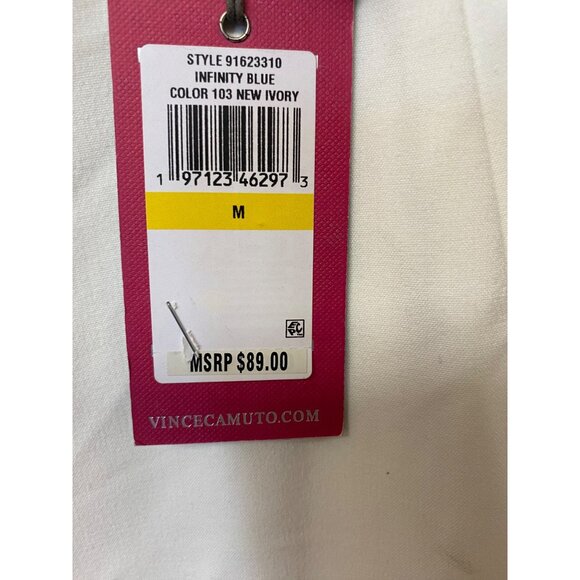 STYLE 91623310
INFINITY BLUE
COLOR 103 NEW IVORY
1 97123 46297 3
M
MSRP $89.00
VINCECAMUTO.COM